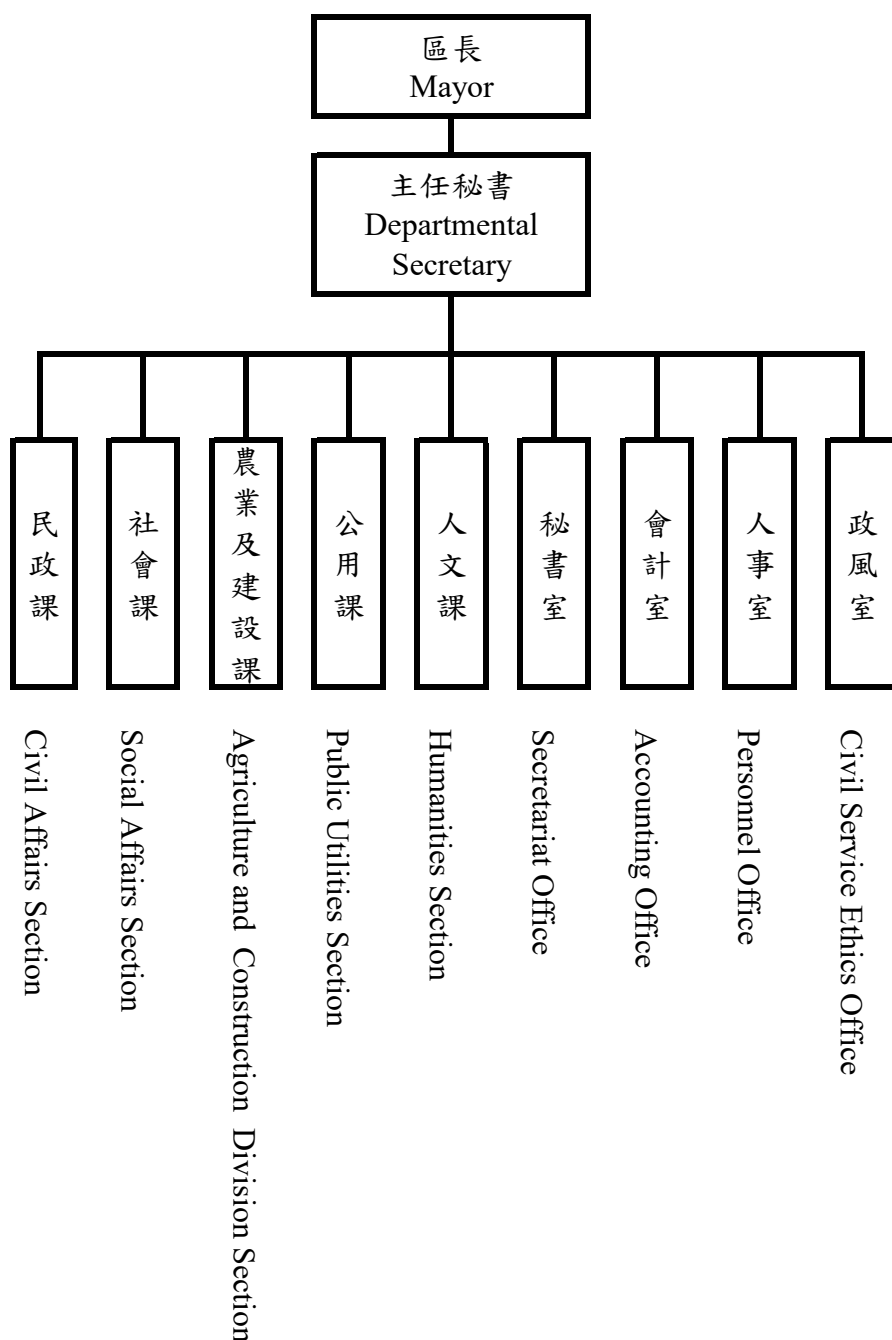 區長
Mayor
主任秘書
Departmental
Secretary
民政課
社會課
農業及建設課
公用課
人文課
秘書室
會計室
人事室
政風室
Civil Affairs Section
Social Affairs Section
Agriculture and Construction Division Section
Public Utilities Section
Humanities Section
Secretariat Office
Accounting Office
Personnel Office
Civil Service Ethics Office